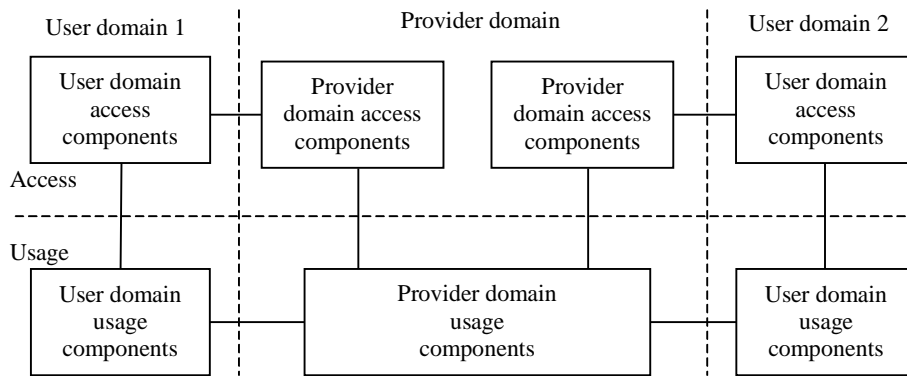 User domain 1
Provider domain
User domain 2
User domain
access
components
Provider
domain access
components
Provider
domain access
components
User domain
access
components
Access
Usage
User domain
usage
components
Provider domain
usage
components
User domain
usage
components